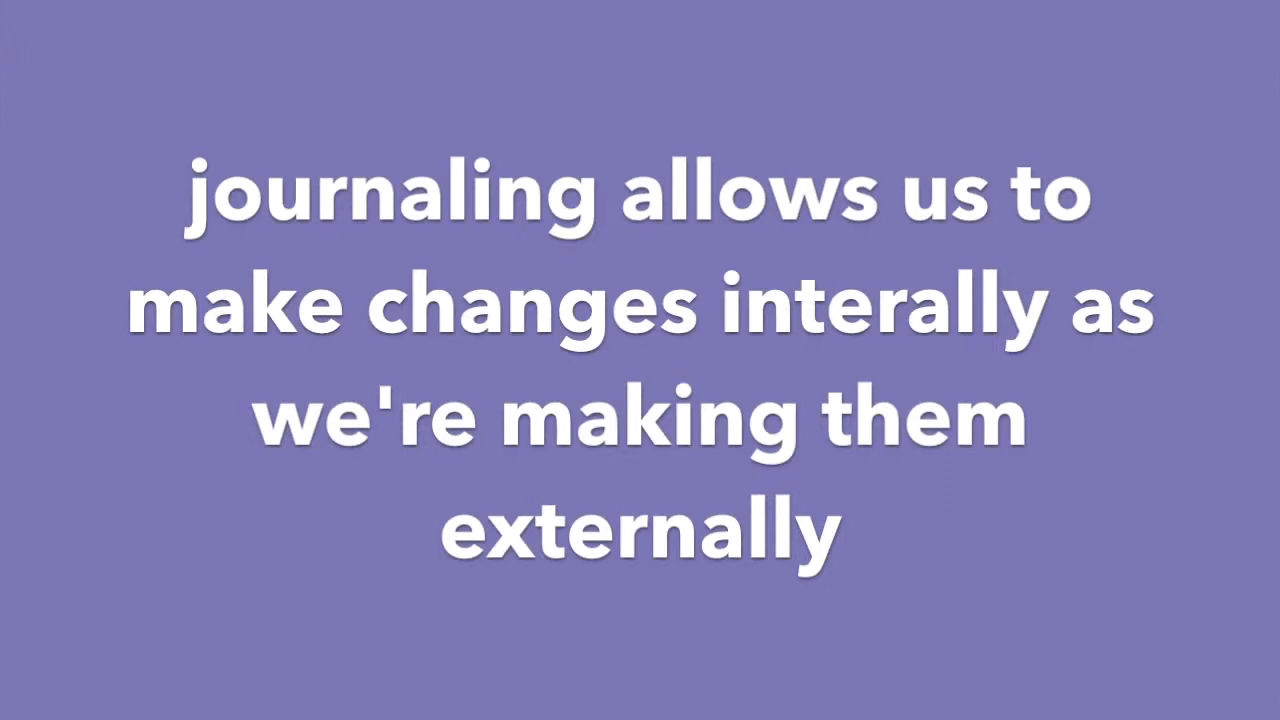 journaling allows us to
make changes interally as
we're making them
externally